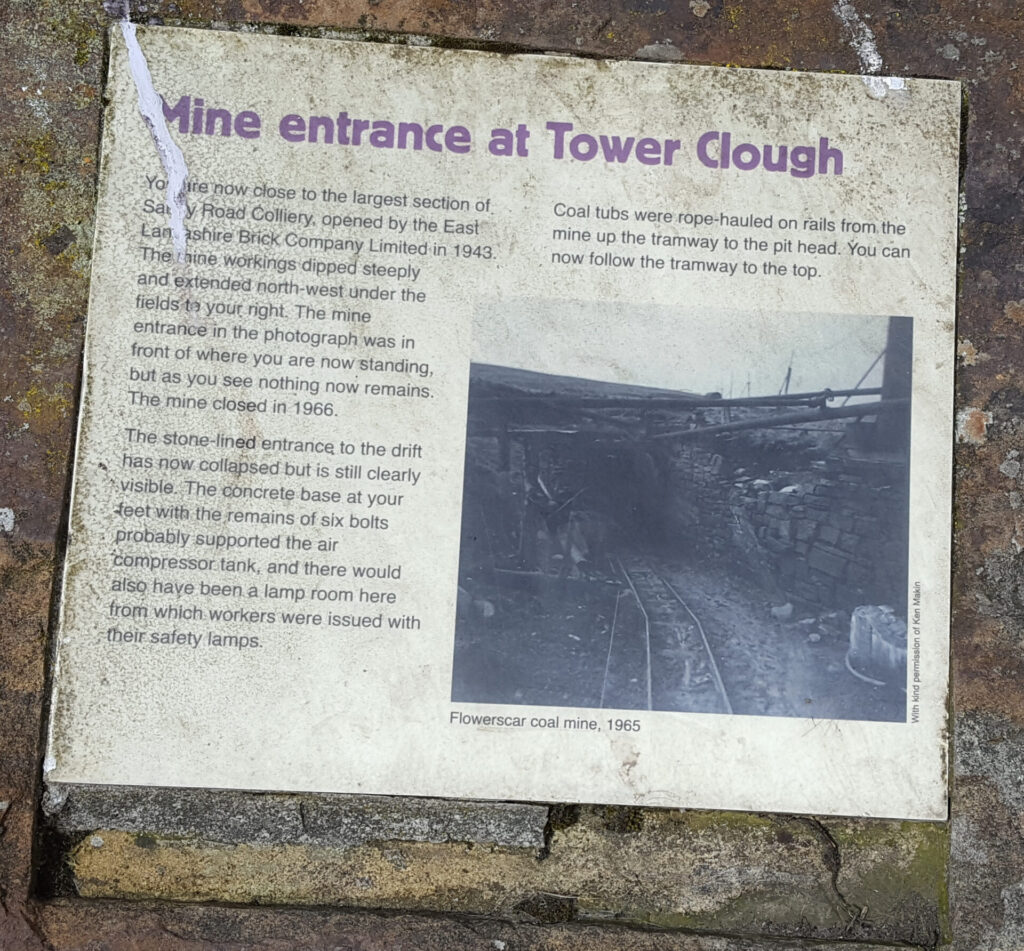 Mine entrance at Tower Clough
You are now close to the largest section of
Road Colliery, opened by the East
Lancashire Brick Company Limited in 1943.
The mine workings dipped steeply
and extended north-west under the
fields to your right. The mine
entrance in the photograph was in
front of where you are now standing,
but as you see nothing now remains.
The mine closed in 1966.
The stone-lined entrance to the drift
has now collapsed but is still clearly
visible. The concrete base at your
feet with the remains of six bolts
probably supported the air
compressor tank, and there would
also have been a lamp room here
from which workers were issued with
their safety lamps.
Coal tubs were rope-hauled on rails from the
mine up the tramway to the pit head. You can
now follow the tramway to the top.
With kind permission of Ken Makin
Flowerscar coal mine, 1965